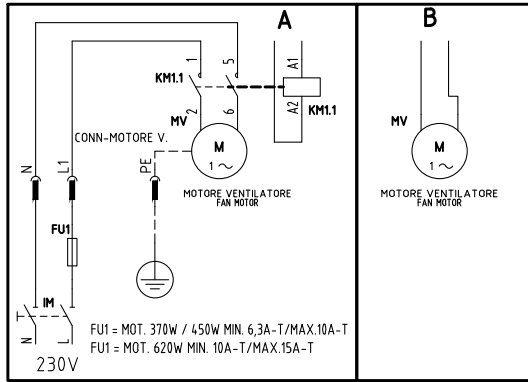 A
B
1
5
A1
KM1.1
A2
KM1.1
2
6
MV
CONN-MOTORE V.
M
1 ~
MV
M
1 ~
N
L1
PE
MOTORE VENTILATORE
FAN MOTOR
MOTORE VENTILATORE
FAN MOTOR
FU1
IM
N
L
FU1 = MOT. 370W / 450W MIN. 6,3A-T/MAX.10A-T
FU1 = MOT. 620W MIN. 10A-T/MAX.15A-T
230V